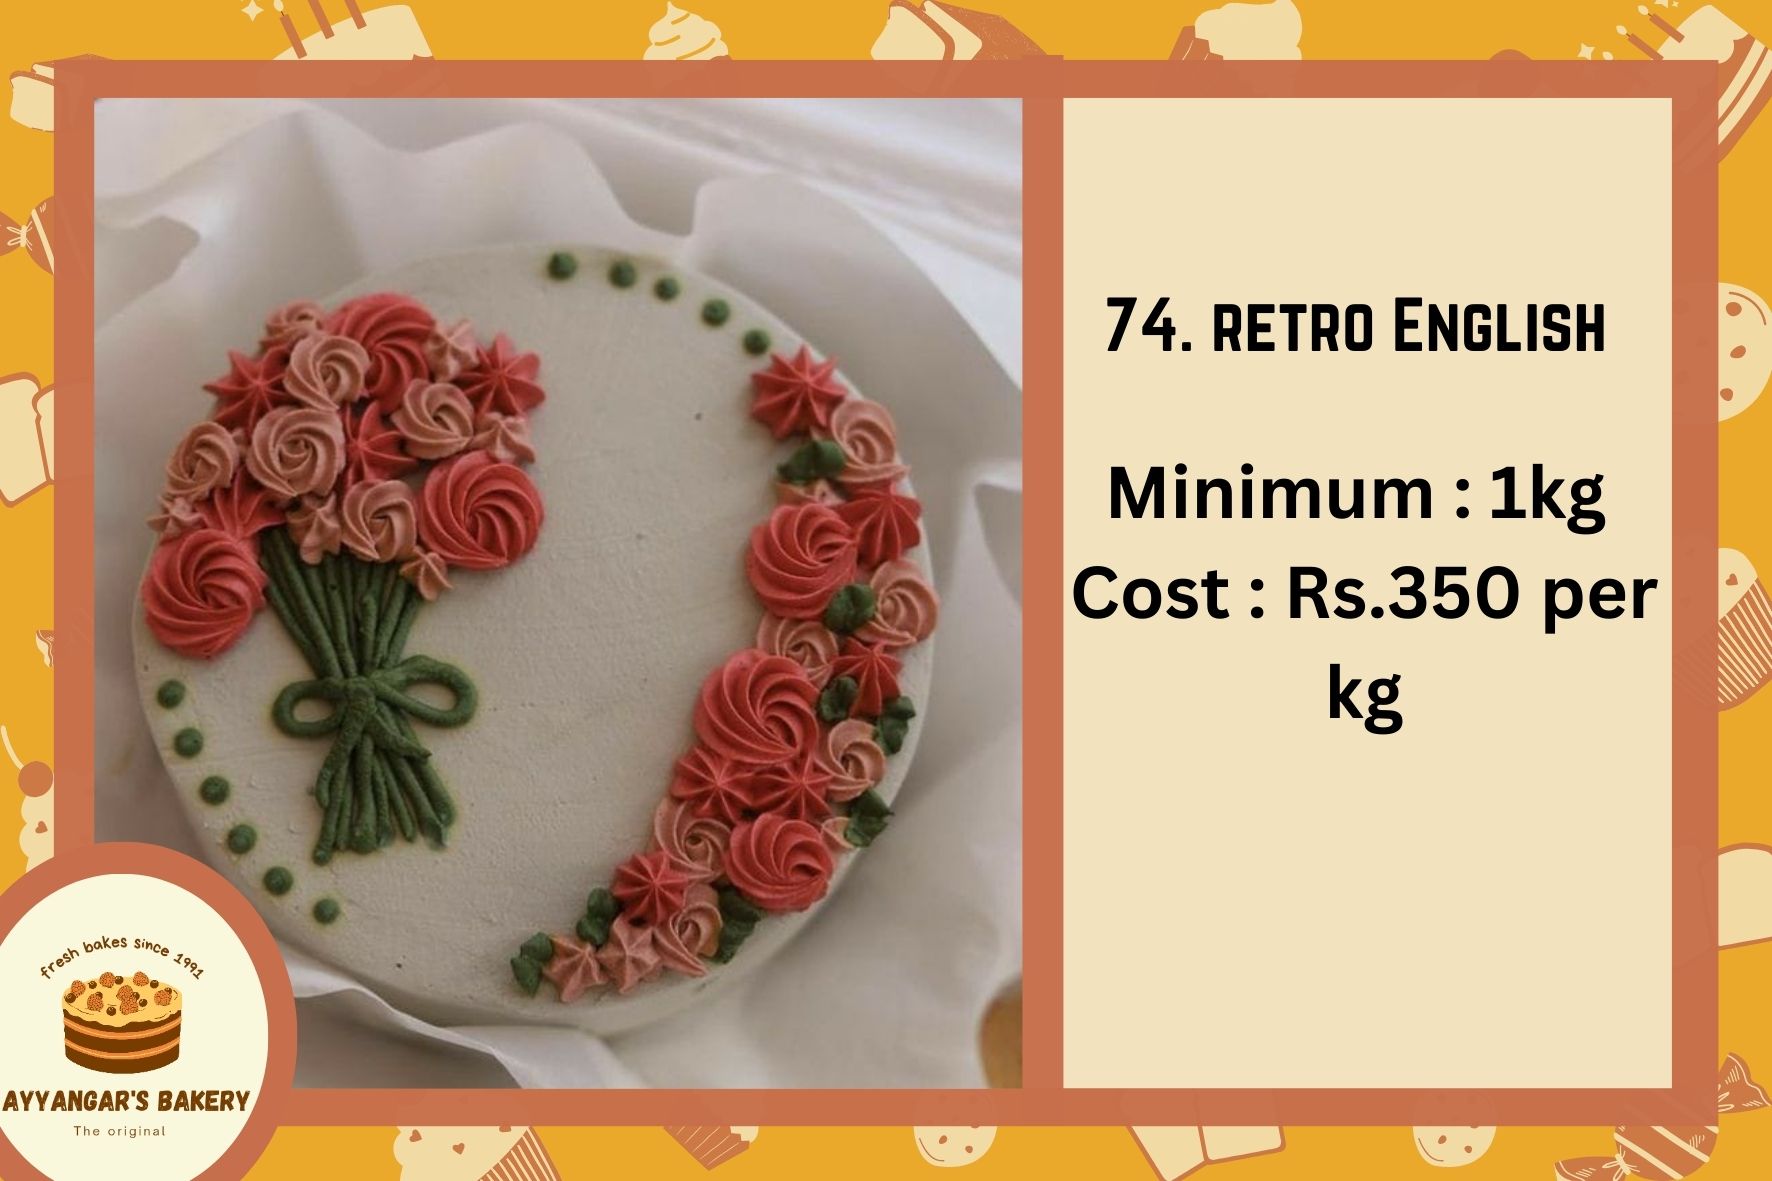 74. RETRO ENGLISH
Minimum : 1kg
Cost : Rs.350 per
kg
fresh bakes since 1991
AYYANGAR'S BAKERY
The original